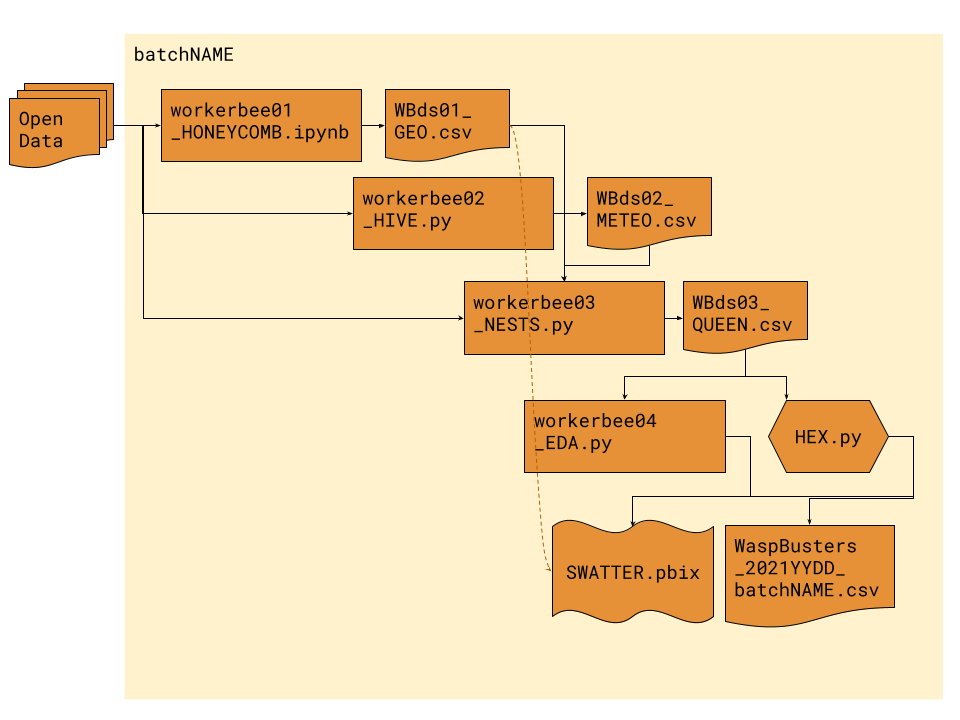 batchNAME
Open
Data
workerbee01
_HONEYCOMB.ipynb
WBds01_
GEO.csv
workerbee02
_HIVE.py
WBds02_
METEO.csv
workerbee03
_NESTS.py
WBds03_
QUEEN.csv
workerbee04
_EDA.py
HEX.py
SWATTER.pbix
WaspBusters
_2021YYDD_
batchNAME.csv